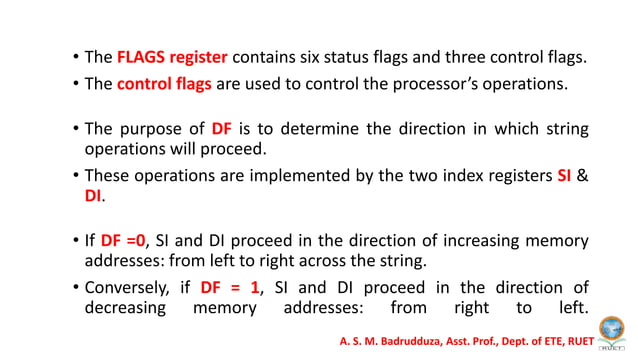 • The FLAGS register contains six status flags and three control flags.
• The control flags are used to control the processor’s operations.
• The purpose of DF is to determine the direction in which string
operations will proceed.
• These operations are implemented by the two index registers SI &
DI.
• If DF =0, SI and DI proceed in the direction of increasing memory
addresses: from left to right across the string.
• Conversely, if DF = 1, SI and DI proceed in the direction of
decreasing memory addresses: from right to left.
A. S. M. Badrudduza, Asst. Prof., Dept. of ETE, RUET